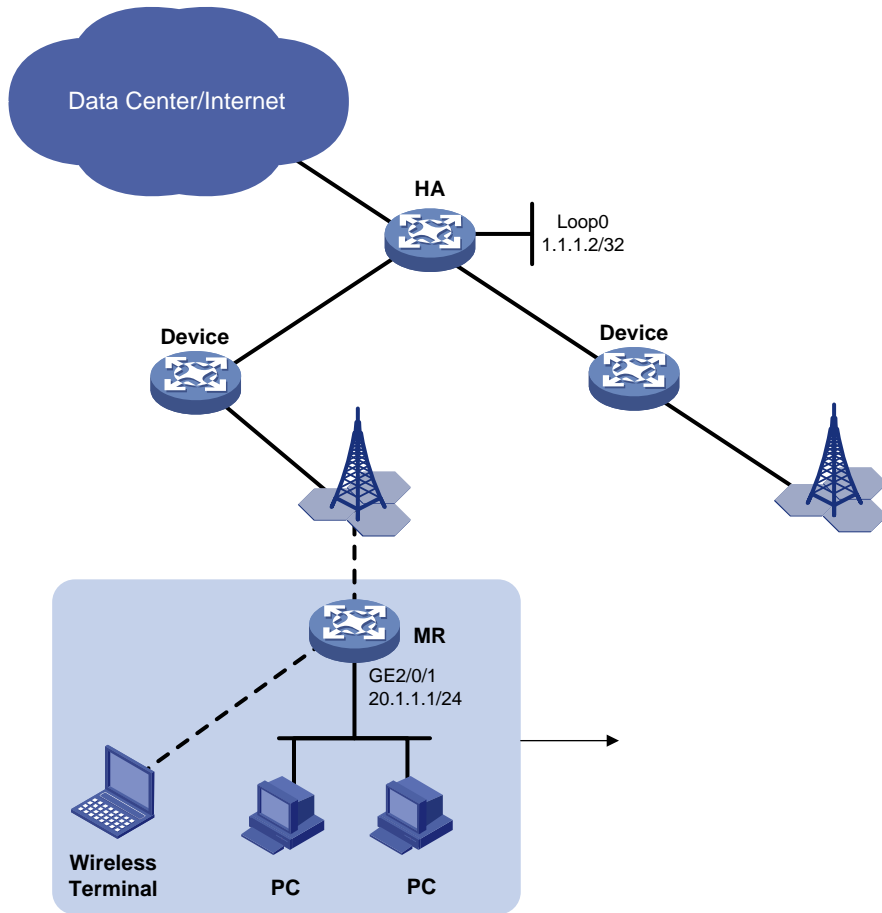 Data Center/Internet
HA
Loop0
1.1.1.2/32
Device
Device
MR
GE2/0/1
20.1.1.1/24
Wireless
Terminal
PC
PC